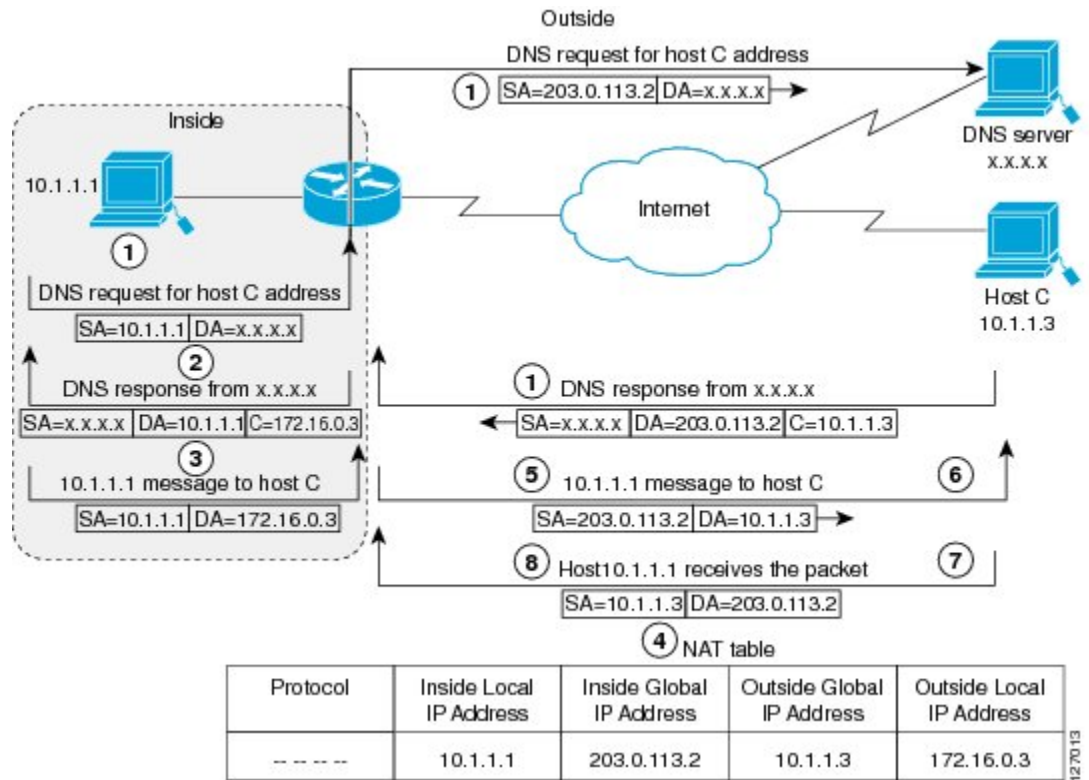 Outside
DNS request for host C address
1 SA=203.0.113.2 DA=x.x.x.x
Inside
DNS server
x.x.x.x
10.1.1.1
Internet
1
DNS request for host C address
SA=10.1.1.1 DA=x.x.x.x
Host C
10.1.1.3
2
DNS response from x.x.x.x
SA=x.x.x.x DA=10.1.1.1 C=172.16.0.3
1 DNS response from x.x.x.x
SA=x.x.x.x DA=203.0.113.2 C=10.1.1.3
3
10.1.1.1 message to host C
SA=10.1.1.1 DA=172.16.0.3
5 10.1.1.1 message to host C 6
SA=203.0.113.2 DA=10.1.1.3
8 Host10.1.1.1 receives the packet 7
SA=10.1.1.3 DA=203.0.113.2
4 NAT table
Protocol
Inside Local
IP Address
Inside Global
IP Address
Outside Global
IP Address
Outside Local
IP Address
-- -- -- -- 10.1.1.1 203.0.113.2 10.1.1.3 172.16.0.3
127013